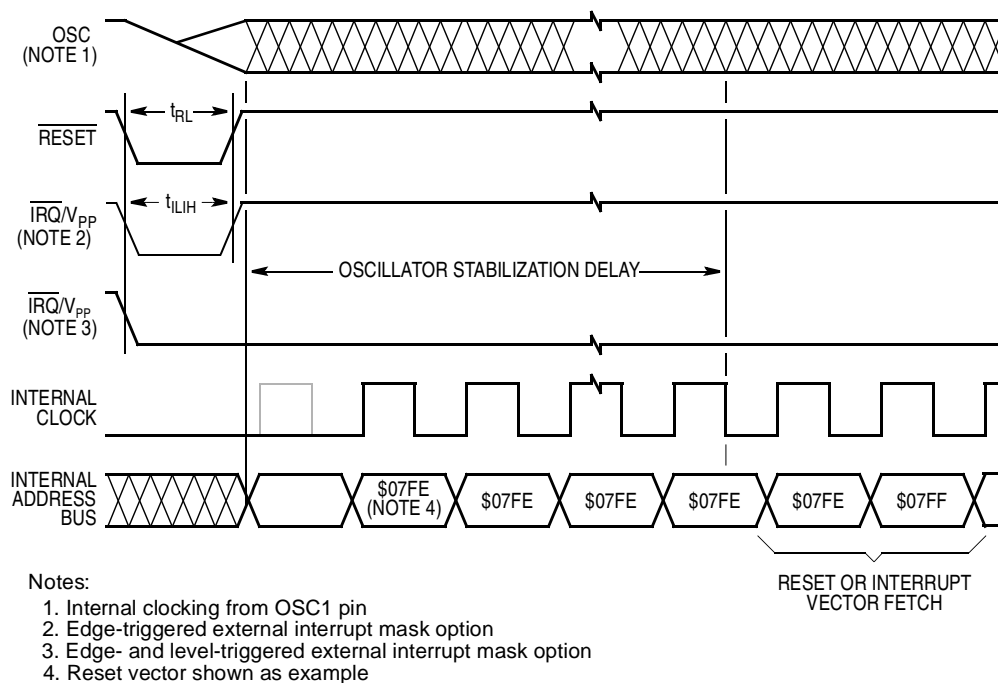 OSC
(NOTE 1)
tRL
RESET
tILIH
IRQ/VPP
(NOTE 2)
OSCILLATOR STABILIZATION DELAY
IRQ/VPP
(NOTE 3)
INTERNAL
CLOCK
INTERNAL
ADDRESS
BUS
$07FE
(NOTE 4)
$07FE
$07FE
$07FE
$07FE
$07FF
RESET OR INTERRUPT
VECTOR FETCH
Notes:
1. Internal clocking from OSC1 pin
2. Edge-triggered external interrupt mask option
3. Edge- and level-triggered external interrupt mask option
4. Reset vector shown as example